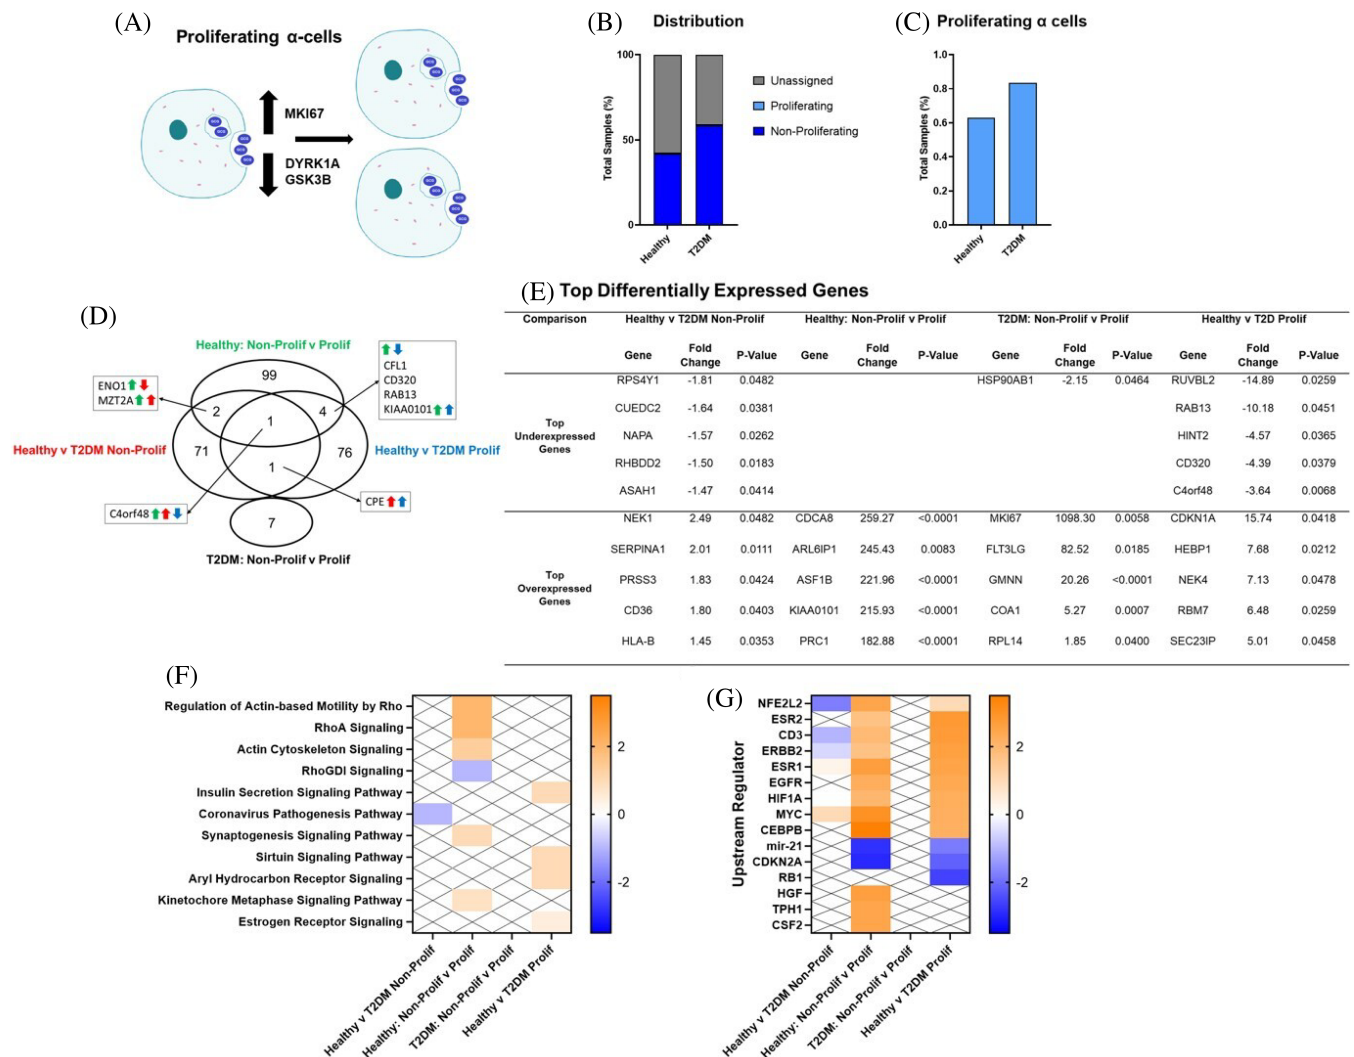 (A)
Proliferating α-cells
MKI67
DYRK1A
GSK3B
(B)
Distribution
Total Samples (%)
100
50
0
Healthy
T2DM
Unassigned
Proliferating
Non-Proliferating
(C)
Proliferating α cells
Total Samples (%)
1.0
0.8
0.6
0.4
0.2
0.0
Healthy
T2DM
(D)
Healthy: Non-Prolif v Prolif
Healthy v T2DM Non-Prolif
Healthy v T2DM Prolif
T2DM: Non-Prolif v Prolif
99
2
1
4
71
76
1
7
ENO1
MZT2A
CFL1
CD320
RAB13
KIAA0101
C4orf48
CPE
(E) Top Differentially Expressed Genes
Comparison Healthy v T2DM Non-Prolif Healthy: Non-Prolif v Prolif T2DM: Non-Prolif v Prolif Healthy v T2D Prolif
Gene Fold Change P-Value Gene Fold Change P-Value Gene Fold Change P-Value Gene Fold Change P-Value
Top Underexpressed Genes
RPS4Y1 -1.81 0.0482 HSP90AB1 -2.15 0.0464 RUVBL2 -14.89 0.0259
CUEDC2 -1.64 0.0381 RAB13 -10.18 0.0451
NAPA -1.57 0.0262 HINT2 -4.57 0.0365
RHBDD2 -1.50 0.0183 CD320 -4.39 0.0379
ASAH1 -1.47 0.0414 C4orf48 -3.64 0.0068
Top Overexpressed Genes
NEK1 2.49 0.0482 CDCA8 259.27 <0.0001 MKI67 1098.30 0.0058 CDKN1A 15.74 0.0418
SERPINA1 2.01 0.0111 ARL6IP1 245.43 0.0083 FLT3LG 82.52 0.0185 HEBP1 7.68 0.0212
PRSS3 1.83 0.0424 ASF1B 221.96 <0.0001 GMNN 20.26 <0.0001 NEK4 7.13 0.0478
CD36 1.80 0.0403 KIAA0101 215.93 <0.0001 COA1 5.27 0.0007 RBM7 6.48 0.0259
HLA-B 1.45 0.0353 PRC1 182.88 <0.0001 RPL14 1.85 0.0400 SEC23IP 5.01 0.0458
(F)
Regulation of Actin-based Motility by Rho
RhoA Signaling
Actin Cytoskeleton Signaling
RhoGDI Signaling
Insulin Secretion Signaling Pathway
Coronavirus Pathogenesis Pathway
Synaptogenesis Signaling Pathway
Sirtuin Signaling Pathway
Aryl Hydrocarbon Receptor Signaling
Kinetochore Metaphase Signaling Pathway
Estrogen Receptor Signaling
Healthy v T2DM Non-Prolif
Healthy: Non-Prolif v Prolif
T2DM: Non-Prolif v Prolif
Healthy v T2DM Prolif
2
0
-2
(G)
Upstream Regulator
NFE2L2
ESR2
CD3
ERBB2
ESR1
EGFR
HIF1A
MYC
CEBPB
mir-21
CDKN2A
RB1
HGF
TPH1
CSF2
Healthy v T2DM Non-Prolif
Healthy: Non-Prolif v Prolif
T2DM: Non-Prolif v Prolif
Healthy v T2DM Prolif
2
0
-2